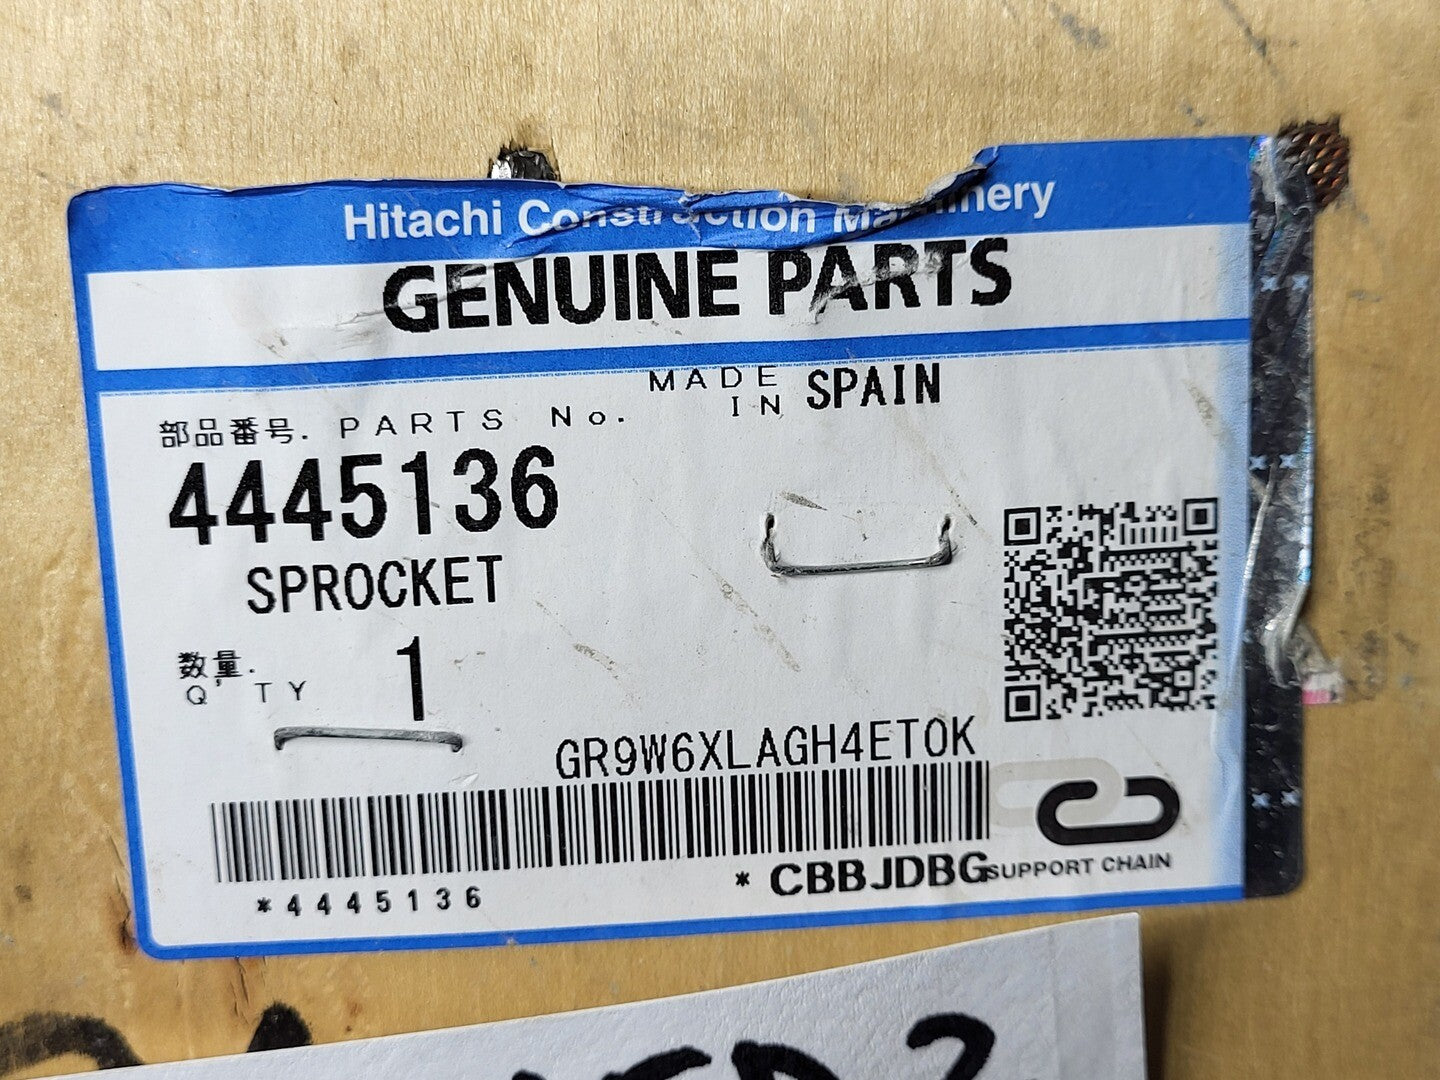 Hitachi Construction Machinery
GENUINE PARTS
MADE IN SPAIN
部品番号. PARTS No.
4445136
SPROCKET
数量. Q'TY 1
GR9W6XLAGH4ETOK
*4445136 * CBBJDBG
SUPPORT CHAIN